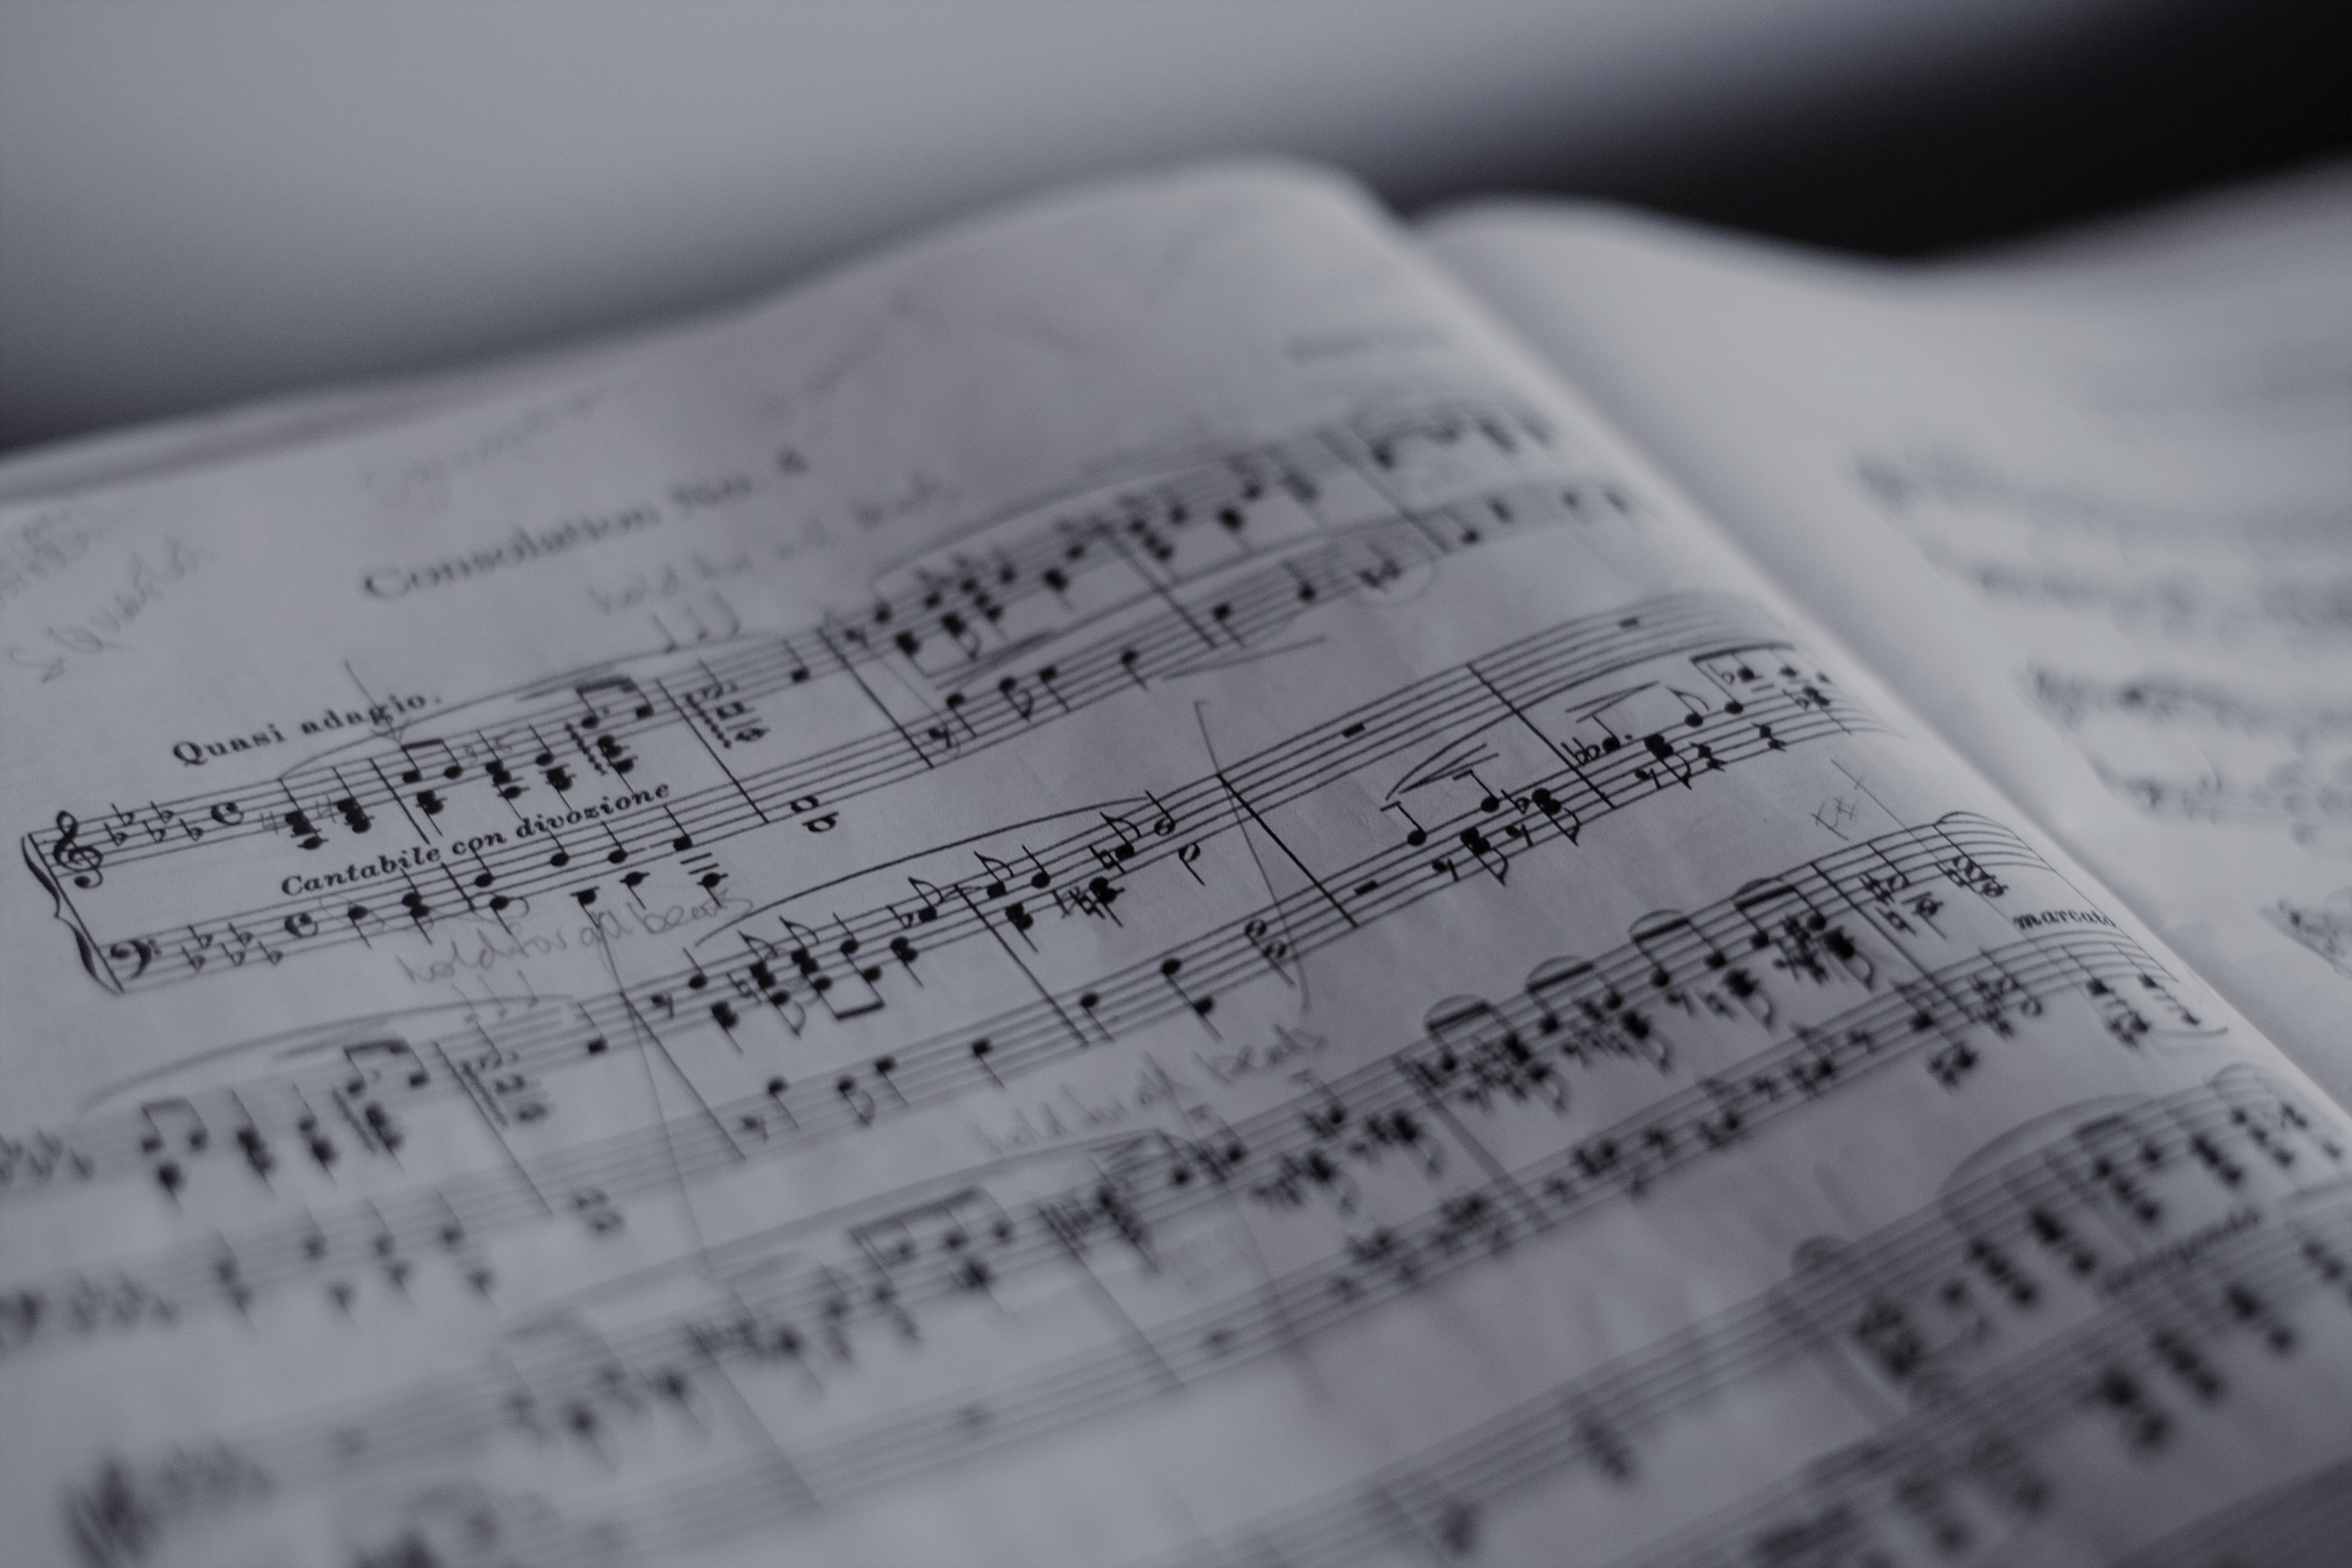 Consolation No. 4
hold for all beats
Quasi adagio.
Cantabile con divozione
hold for all beats
marcato
hold for all beats